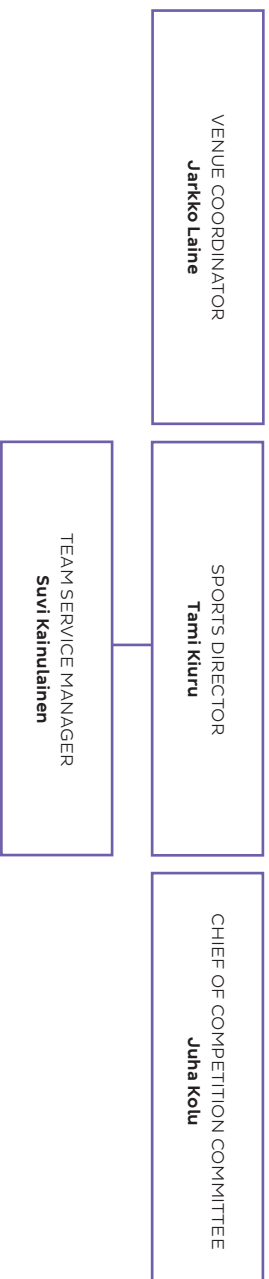 VENUE COORDINATOR
Jarkko Laine
SPORTS DIRECTOR
Tami Kiuru
CHIEF OF COMPETITION COMMITTEE
Juha Kolu
TEAM SERVICE MANAGER
Suvi Kainulainen